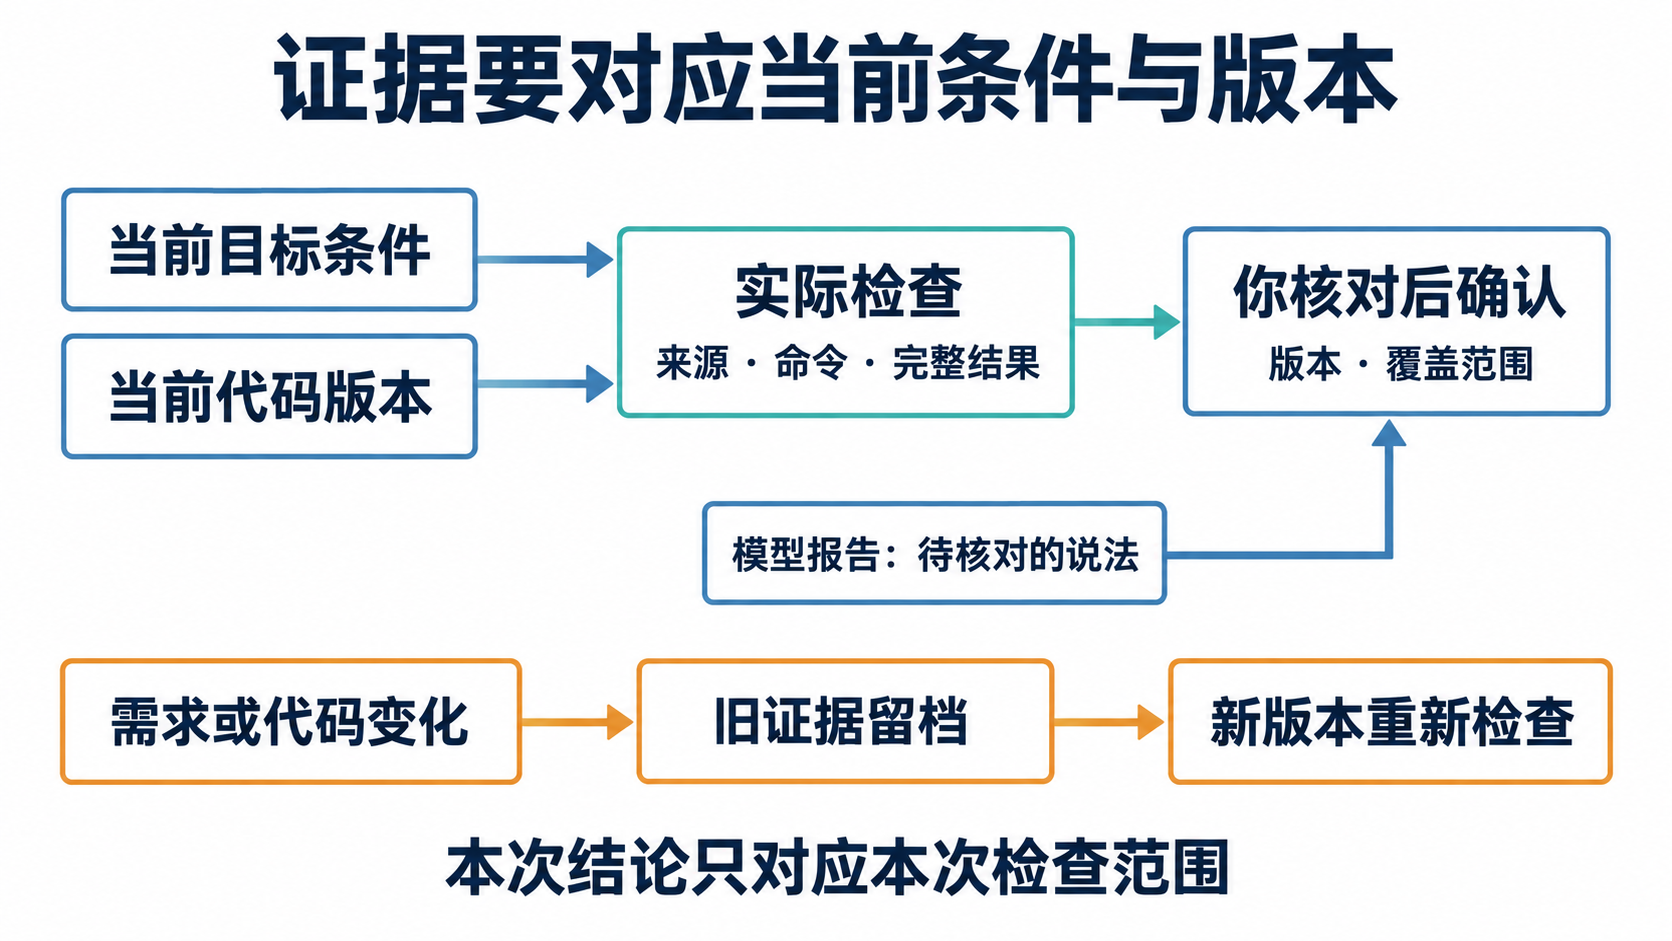 证据要对应当前条件与版本
当前目标条件
当前代码版本
实际检查
来源 · 命令 · 完整结果
你核对后确认
版本 · 覆盖范围
模型报告：待核对的说法
需求或代码变化
旧证据留档
新版本重新检查
本次结论只对应本次检查范围